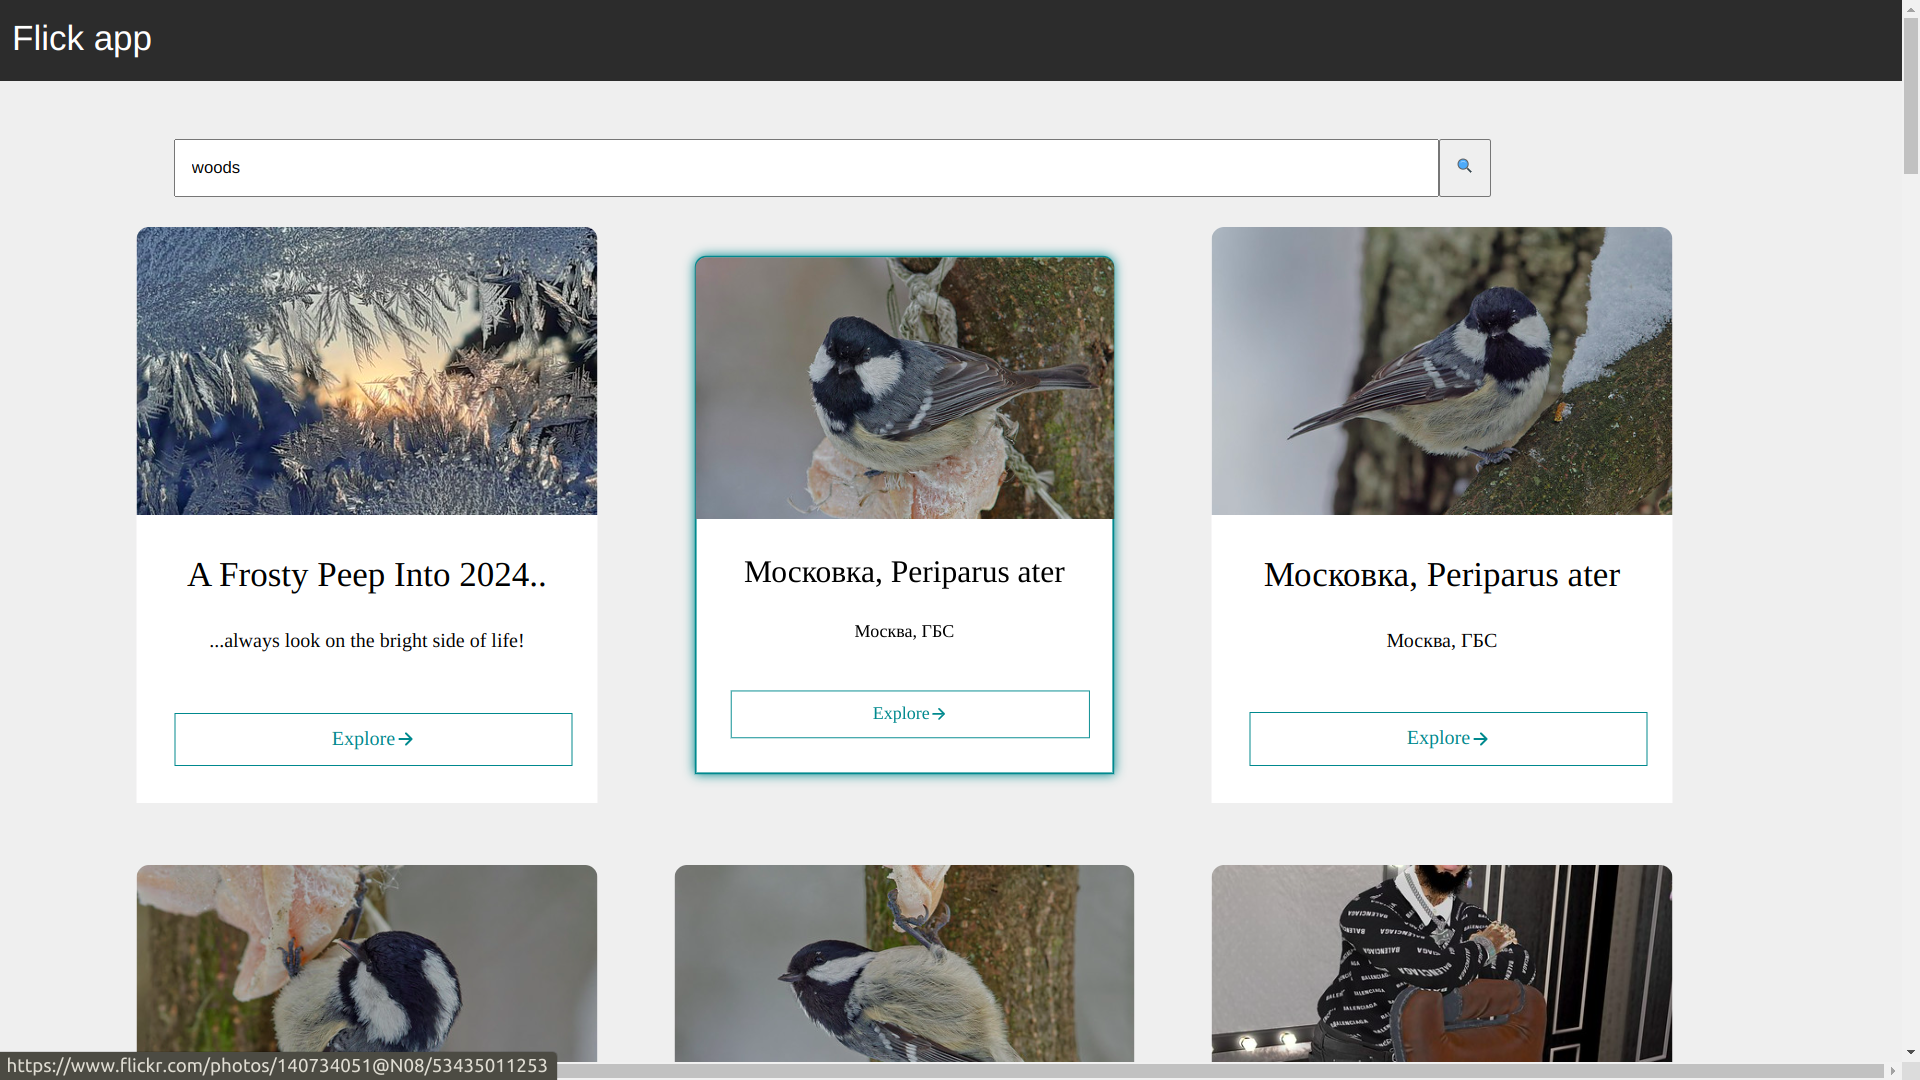 Flick app
woods
A Frosty Peep Into 2024..
...always look on the bright side of life!
Explore
Московка, Periparus ater
Москва, ГБС
Explore
Московка, Periparus ater
Москва, ГБС
Explore
BALENCIAGA
https://www.flickr.com/photos/140734051@N08/53435011253